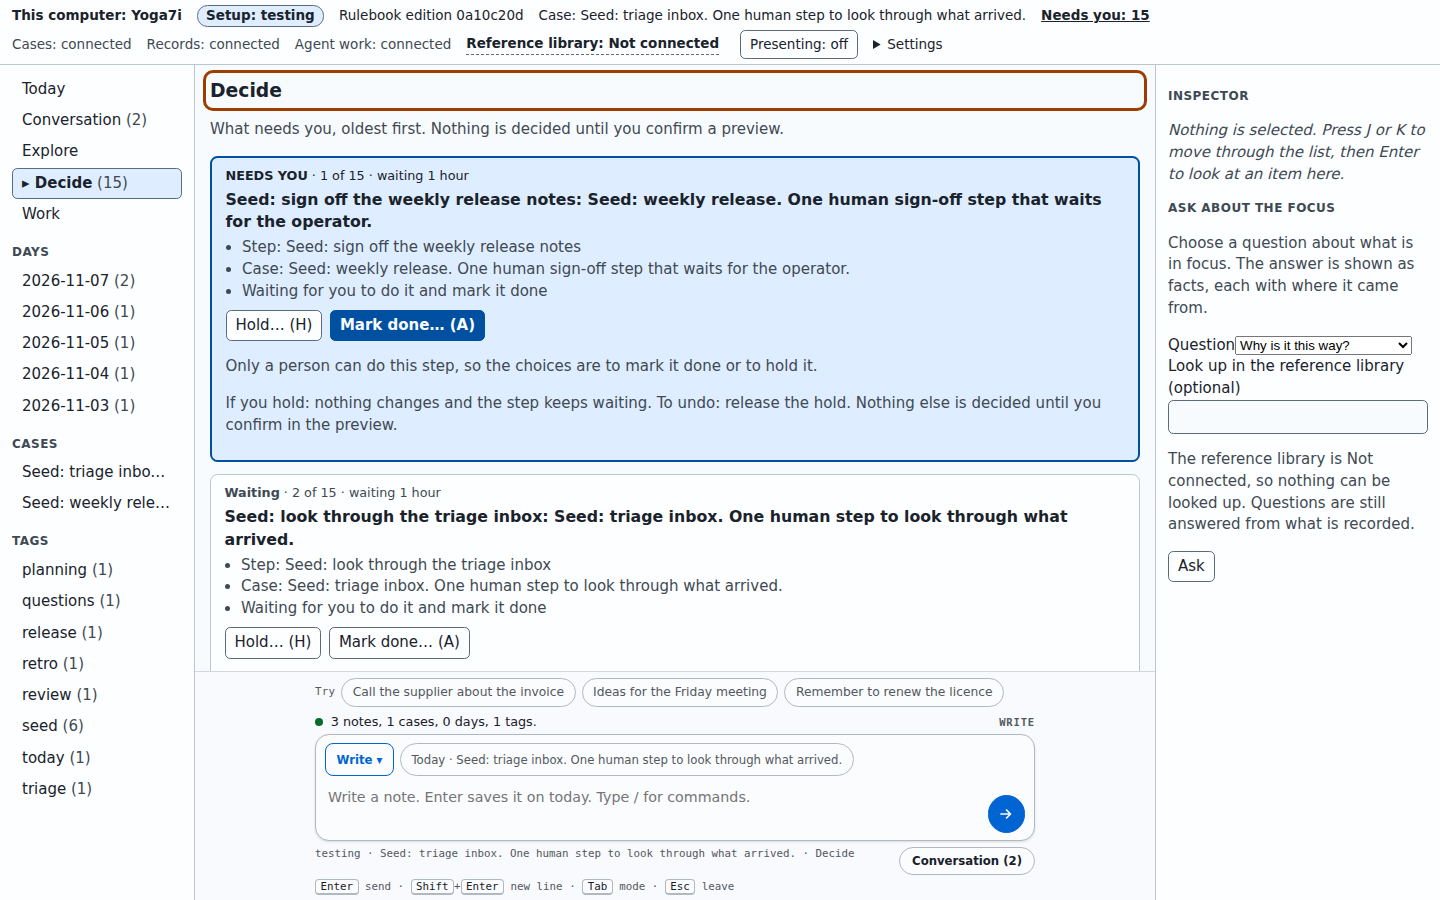 This computer: Yoga7i Setup: testing Rulebook edition 0a10c20d Case: Seed: triage inbox. One human step to look through what arrived. Needs you: 15
Cases: connected Records: connected Agent work: connected Reference library: Not connected Presenting: off ▶ Settings
Today
Conversation (2)
Explore
▸ Decide (15)
Work
DAYS
2026-11-07 (2)
2026-11-06 (1)
2026-11-05 (1)
2026-11-04 (1)
2026-11-03 (1)
CASES
Seed: triage inbo…
Seed: weekly rele…
TAGS
planning (1)
questions (1)
release (1)
retro (1)
review (1)
seed (6)
today (1)
triage (1)
Decide
What needs you, oldest first. Nothing is decided until you confirm a preview.
NEEDS YOU · 1 of 15 · waiting 1 hour
Seed: sign off the weekly release notes: Seed: weekly release. One human sign-off step that waits
for the operator.
• Step: Seed: sign off the weekly release notes
• Case: Seed: weekly release. One human sign-off step that waits for the operator.
• Waiting for you to do it and mark it done
Hold… (H) Mark done… (A)
Only a person can do this step, so the choices are to mark it done or to hold it.
If you hold: nothing changes and the step keeps waiting. To undo: release the hold. Nothing else is decided until you
confirm in the preview.
Waiting · 2 of 15 · waiting 1 hour
Seed: look through the triage inbox: Seed: triage inbox. One human step to look through what
arrived.
• Step: Seed: look through the triage inbox
• Case: Seed: triage inbox. One human step to look through what arrived.
• Waiting for you to do it and mark it done
Hold… (H) Mark done… (A)
Try Call the supplier about the invoice Ideas for the Friday meeting Remember to renew the licence
3 notes, 1 cases, 0 days, 1 tags. WRITE
Write ▾ Today · Seed: triage inbox. One human step to look through what arrived.
Write a note. Enter saves it on today. Type / for commands.
testing · Seed: triage inbox. One human step to look through what arrived. · Decide Conversation (2)
Enter send · Shift+Enter new line · Tab mode · Esc leave
INSPECTOR
Nothing is selected. Press J or K to
move through the list, then Enter
to look at an item here.
ASK ABOUT THE FOCUS
Choose a question about what is
in focus. The answer is shown as
facts, each with where it came
from.
Question Why is it this way?
Look up in the reference library
(optional)
The reference library is Not
connected, so nothing can be
looked up. Questions are still
answered from what is recorded.
Ask